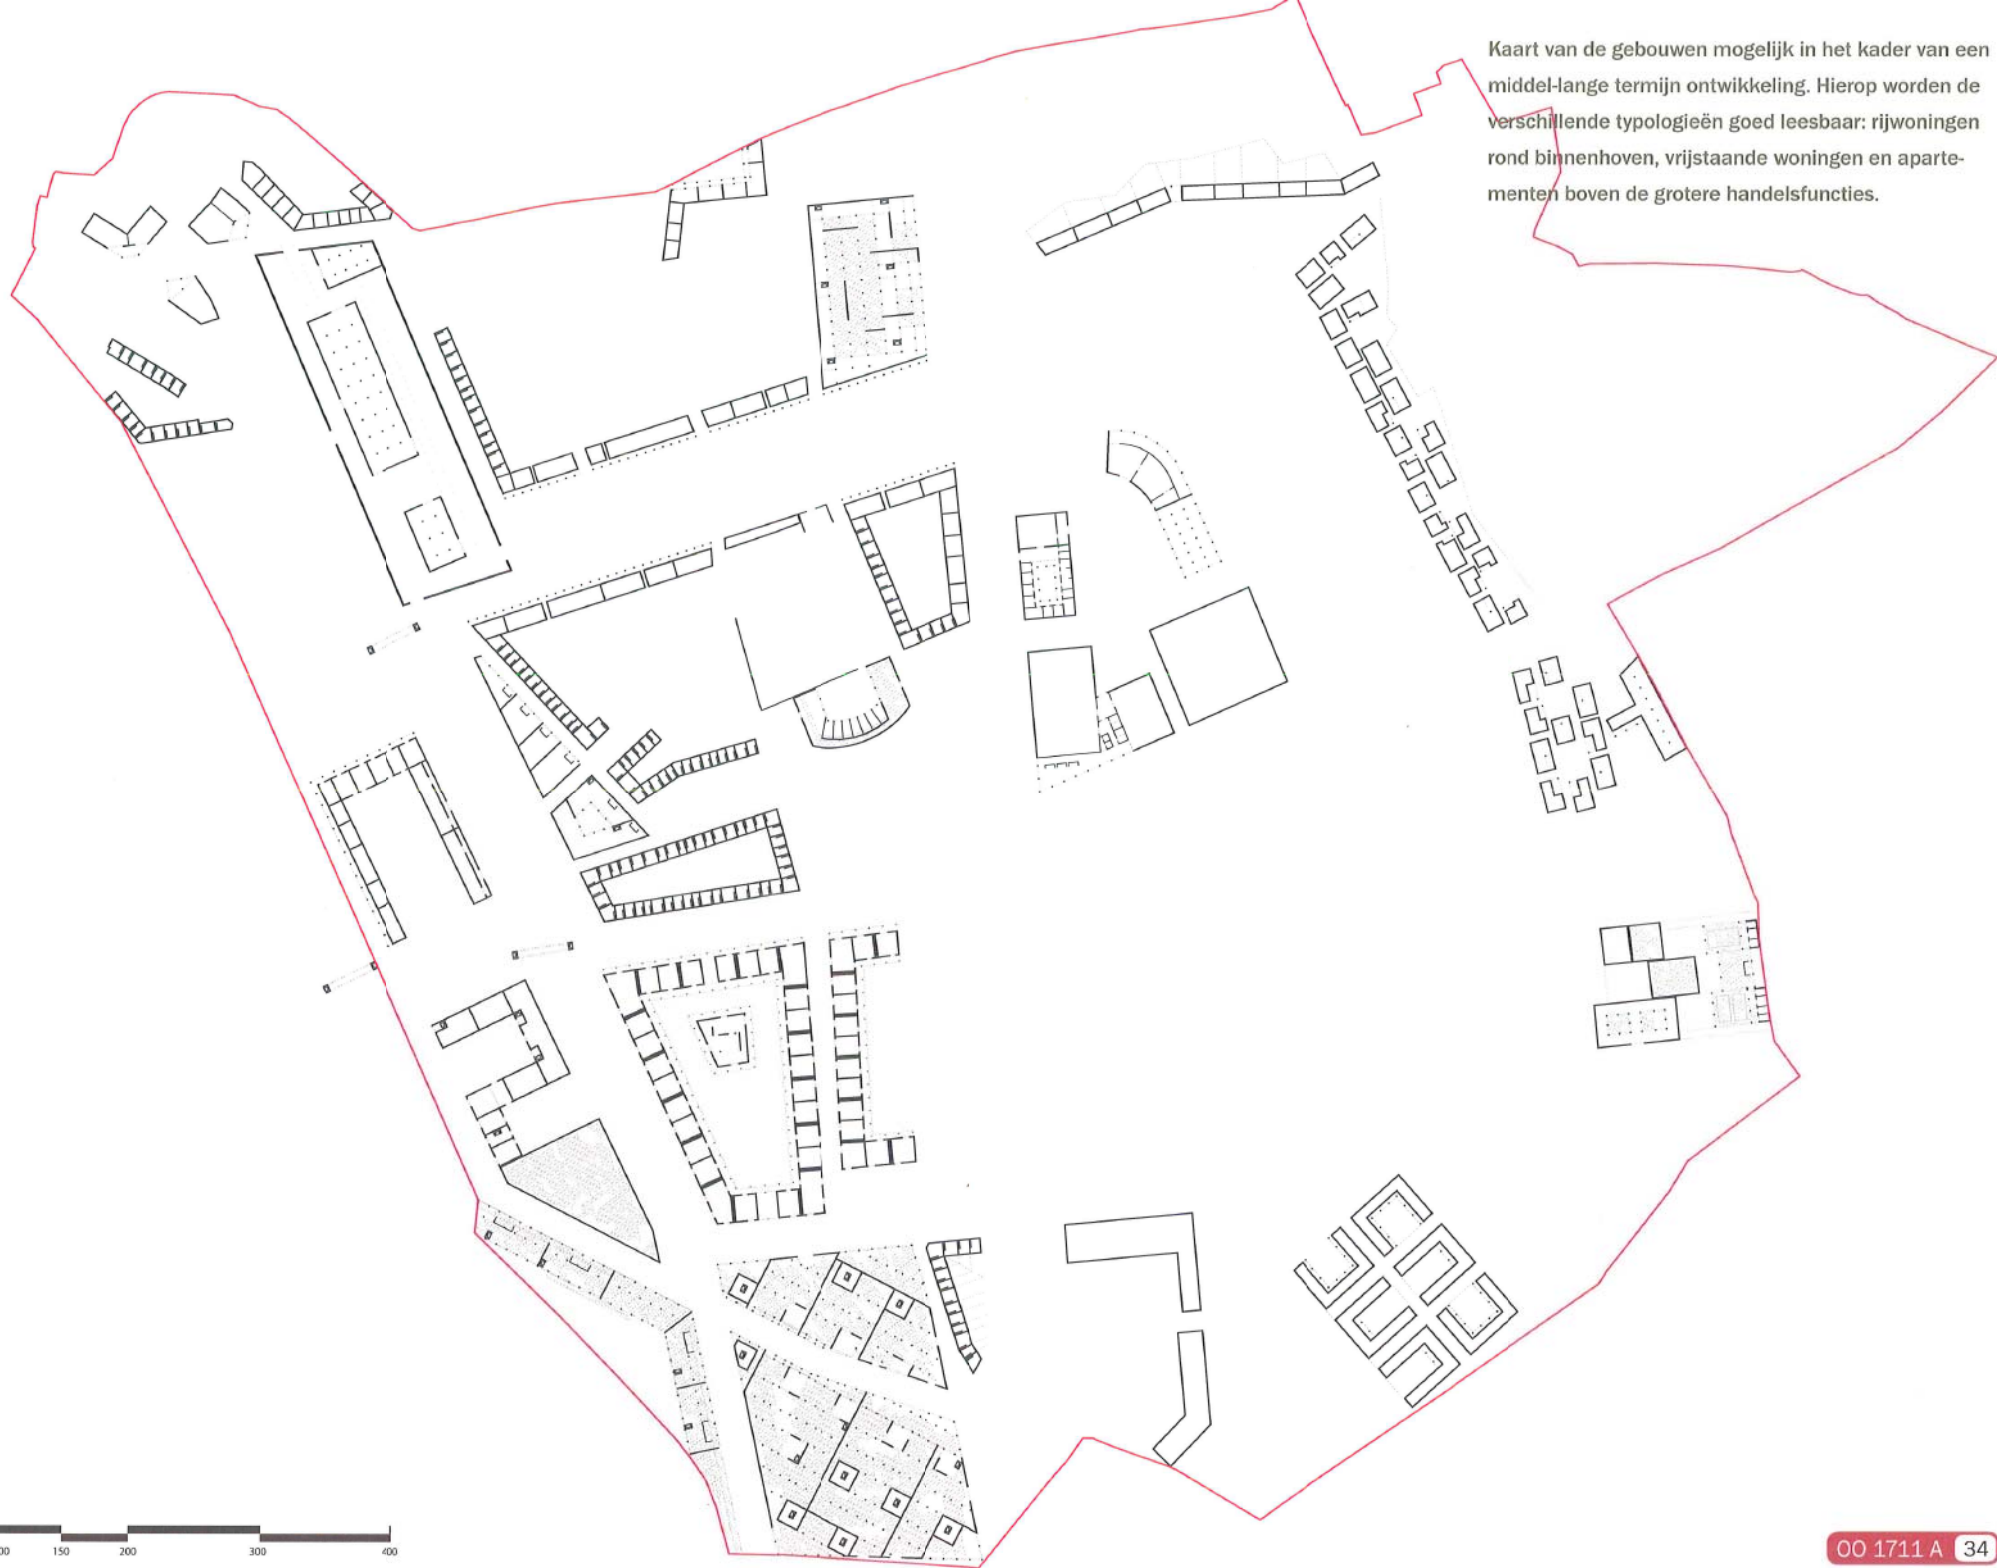 Kaart van de gebouwen mogelijk in het kader van een
middel-lange termijn ontwikkeling. Hierop worden de
verschillende typologieën goed leesbaar: rijwoningen
rond binnenhoven, vrijstaande woningen en aparte-
menten boven de grotere handelsfuncties.
00 150 200 300 400
OO 1711 A 34